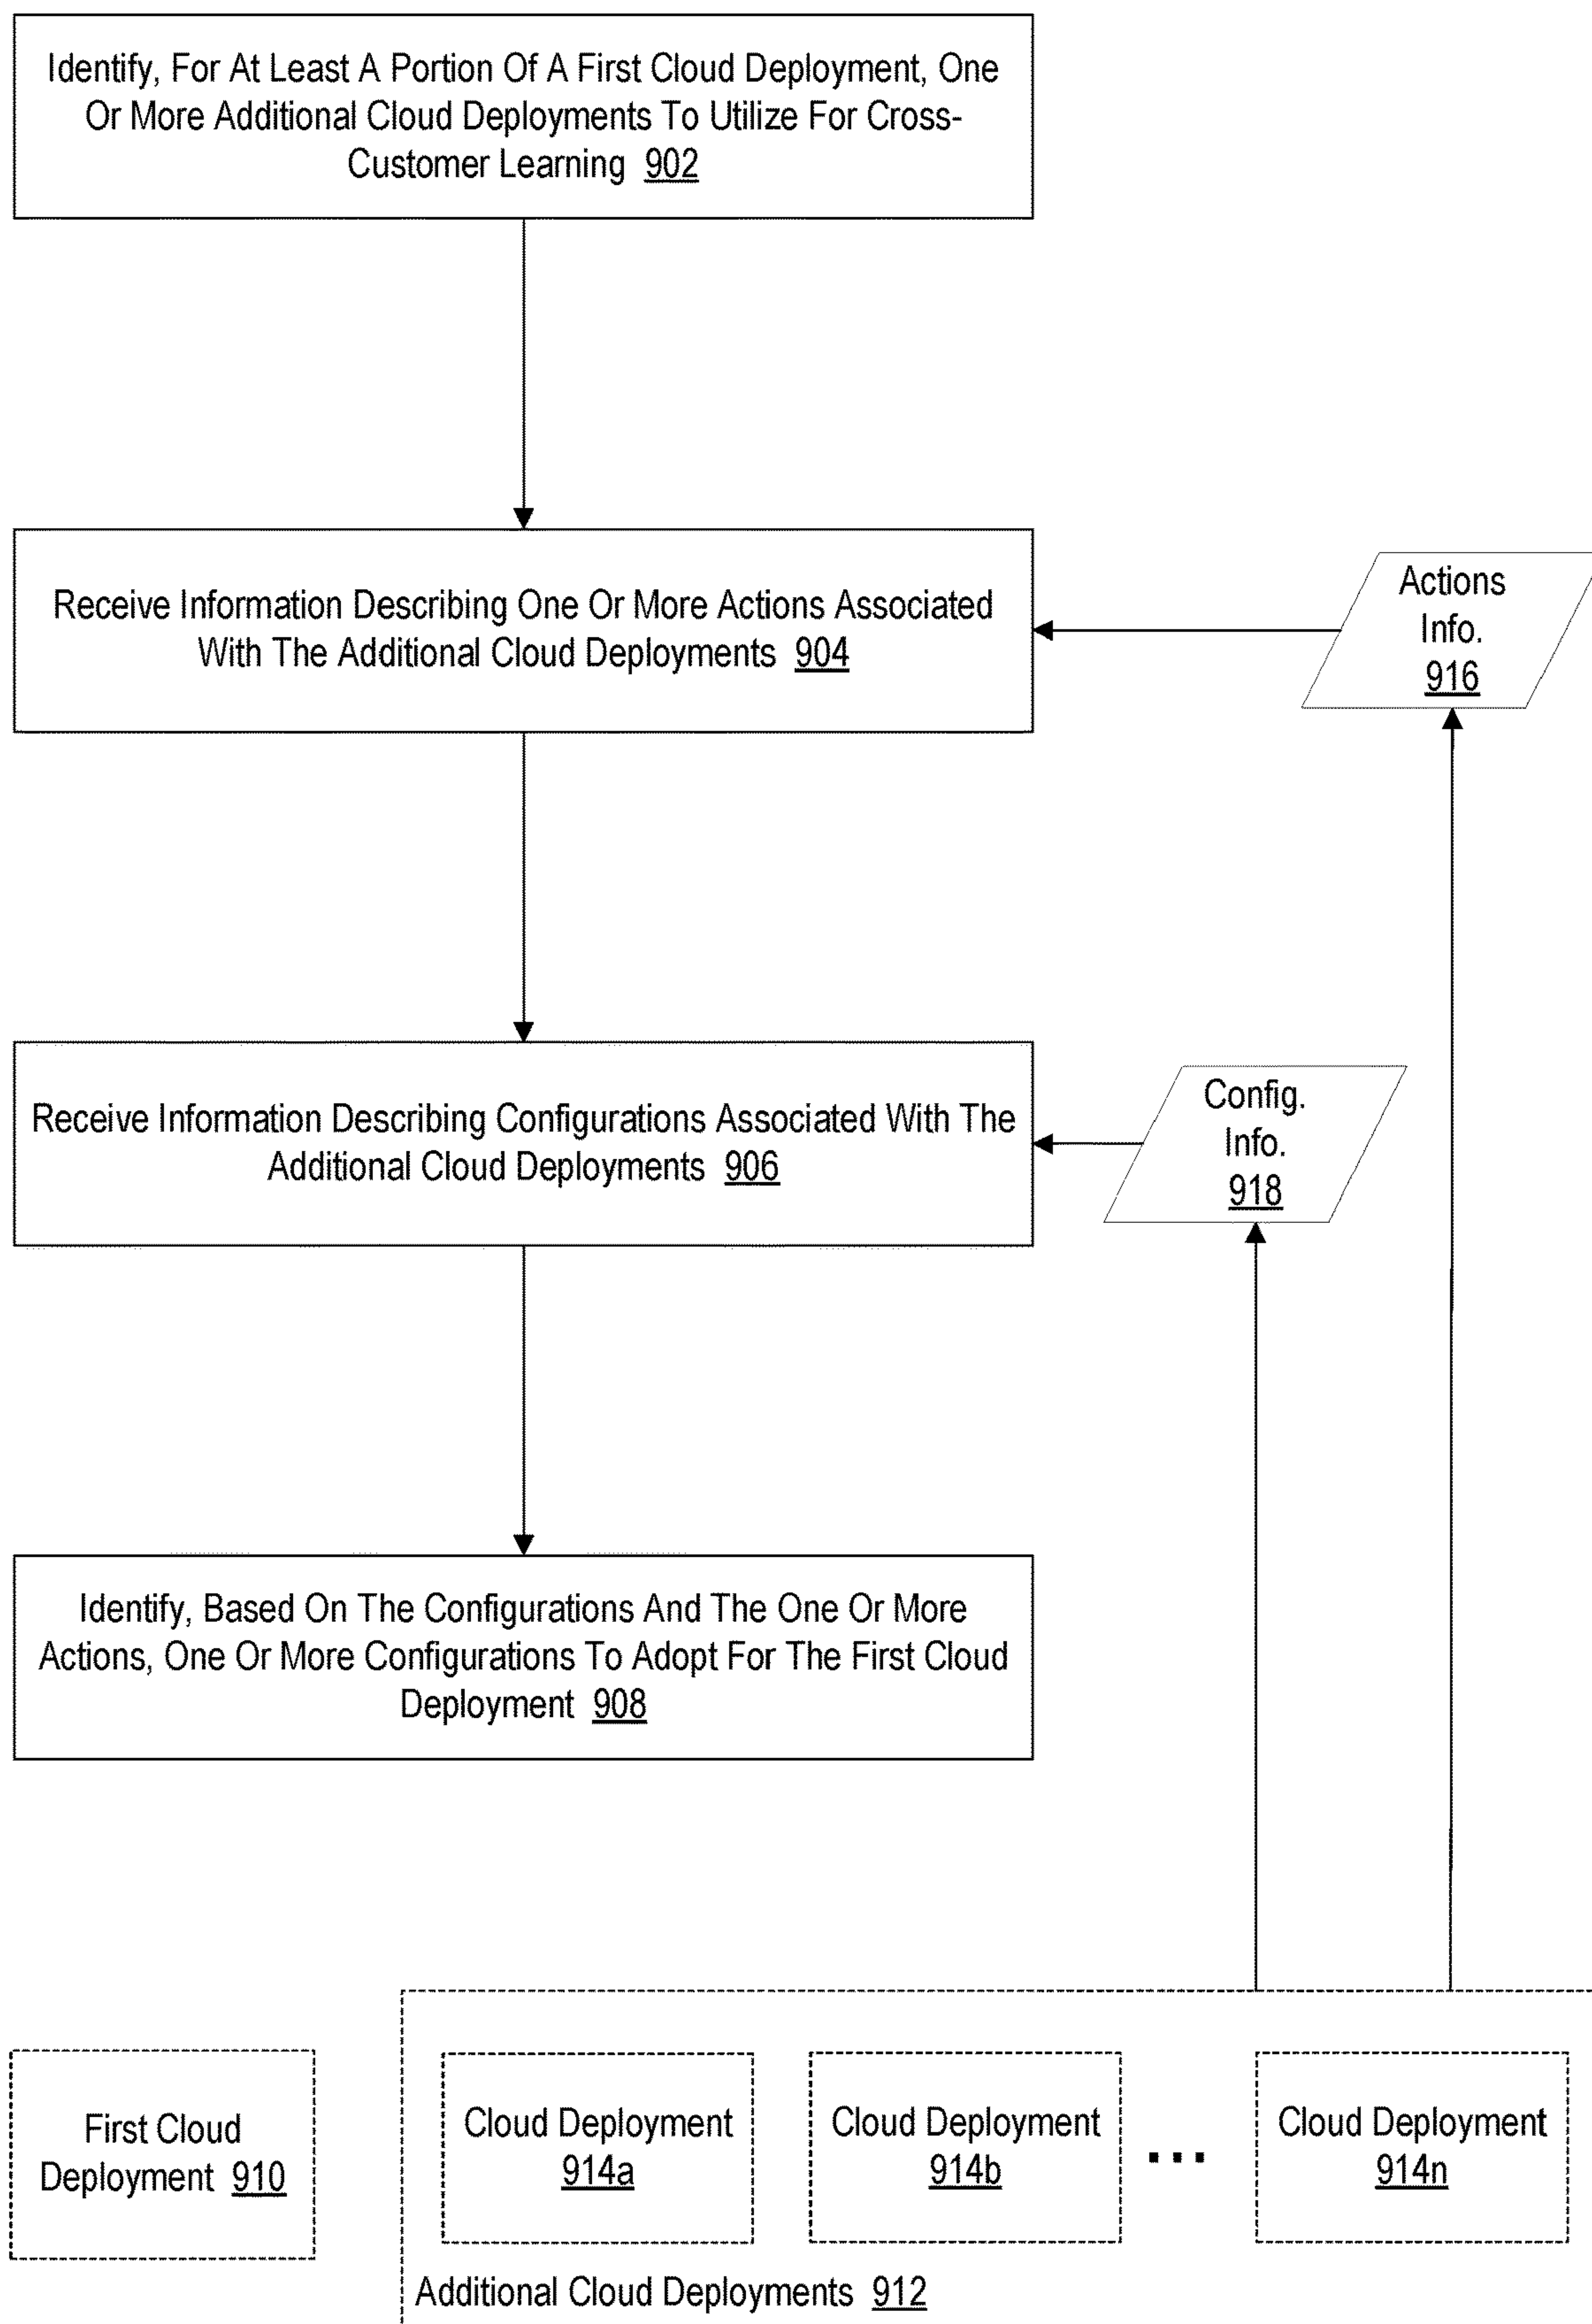 Identify, For At Least A Portion Of A First Cloud Deployment, One
Or More Additional Cloud Deployments To Utilize For Cross-
Customer Learning 902
Receive Information Describing One Or More Actions Associated
With The Additional Cloud Deployments 904
Actions
Info.
916
Receive Information Describing Configurations Associated With The
Additional Cloud Deployments 906
Config.
Info.
918
Identify, Based On The Configurations And The One Or More
Actions, One Or More Configurations To Adopt For The First Cloud
Deployment 908
First Cloud
Deployment 910
Cloud Deployment
914a
Cloud Deployment
914b
...
Cloud Deployment
914n
Additional Cloud Deployments 912